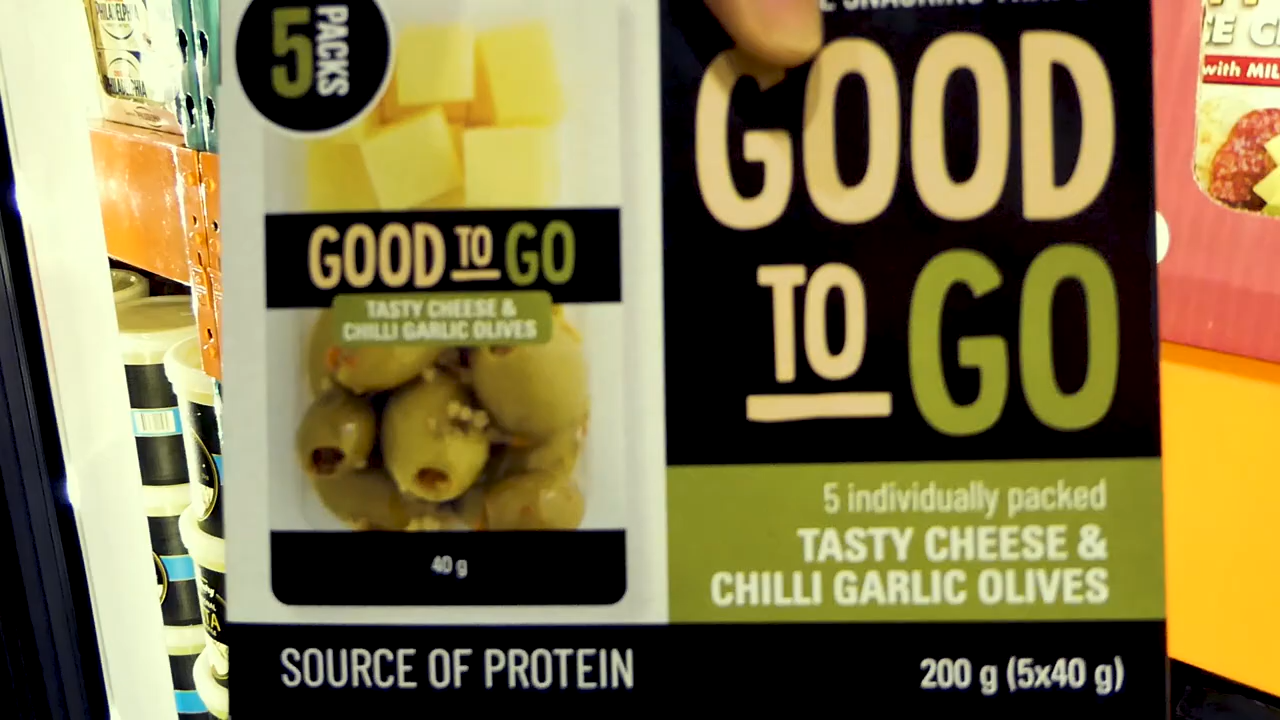 PHILADELPHIA
5 PACKS
GOOD TO GO
TASTY CHEESE &
CHILLI GARLIC OLIVES
40 g
SOURCE OF PROTEIN
GOOD
TO GO
5 individually packed
TASTY CHEESE &
CHILLI GARLIC OLIVES
200 g (5x40 g)
with MIL